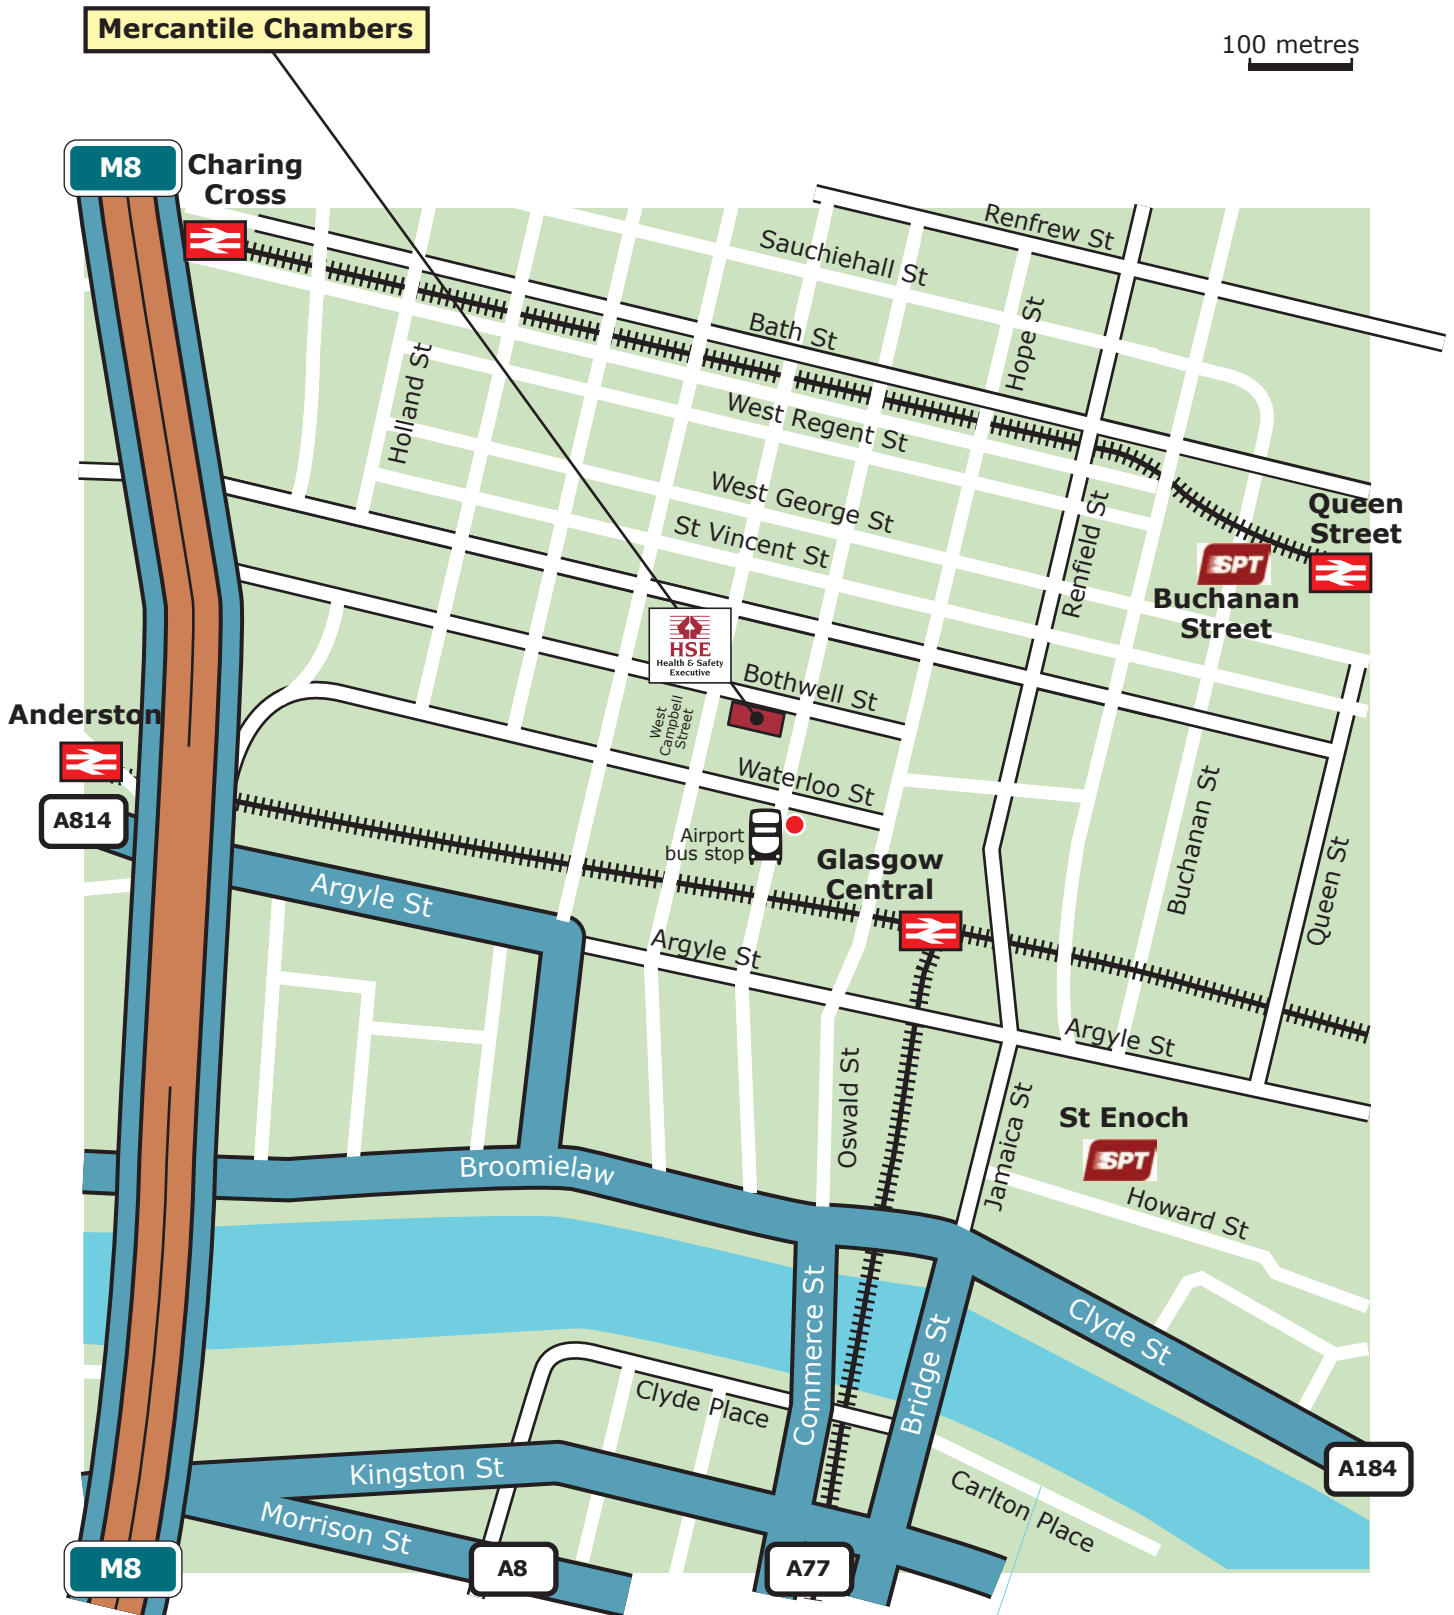 Mercantile Chambers
100 metres
M8
Charing
Cross
Renfrew St
Sauchiehall St
Hope St
Bath St
Holland St
West Regent St
West George St
St Vincent St
Renfield St
Queen
Street
SPT
Buchanan
Street
HSE
Health & Safety
Executive
Bothwell St
West
Campbell
Street
Anderston
Waterloo St
A814
Airport
bus stop
Glasgow
Central
Buchanan St
Queen St
Argyle St
Argyle St
Argyle St
Oswald St
Jamaica St
St Enoch
SPT
Broomielaw
Howard St
Commerce St
Bridge St
Clyde St
Clyde Place
Kingston St
Carlton Place
A184
Morrison St
M8
A8
A77